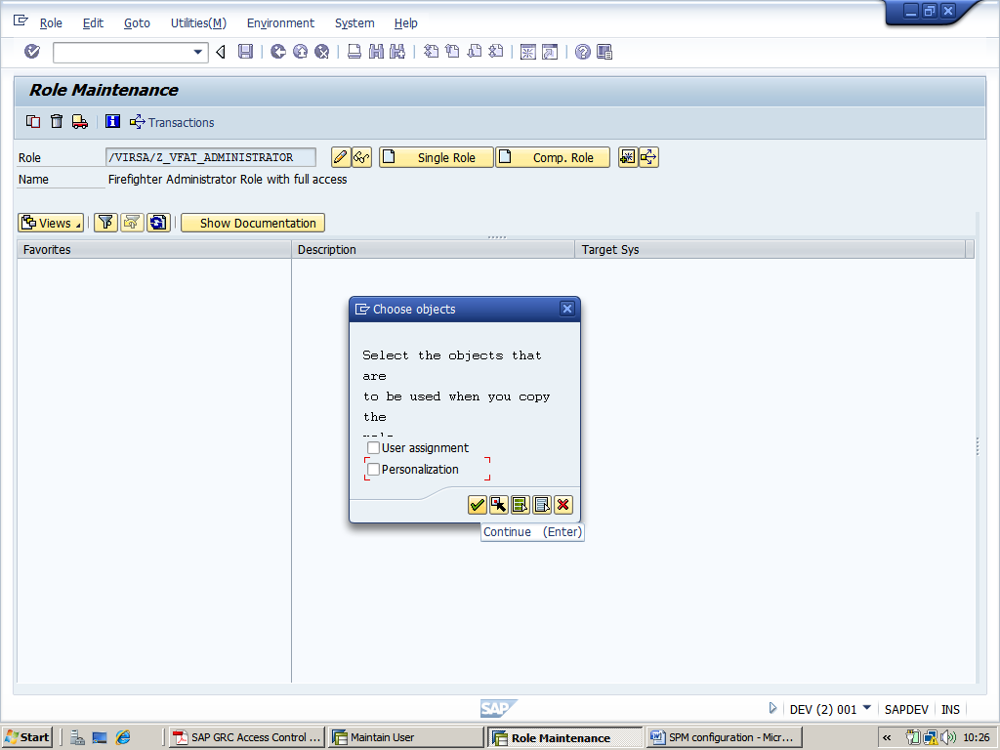 Role Edit Goto Utilities(M) Environment System Help
Role Maintenance
Transactions
Role /VIRSA/Z_VFAT_ADMINISTRATOR Single Role Comp. Role
Name Firefighter Administrator Role with full access
Views Show Documentation
Favorites Description Target Sys
Choose objects
Select the objects that
are
to be used when you copy
the
User assignment
Personalization
Continue (Enter)
SAP
DEV (2) 001 SAPDEV INS
Start SAP GRC Access Control ... Maintain User Role Maintenance SPM configuration - Micr... « 10:26